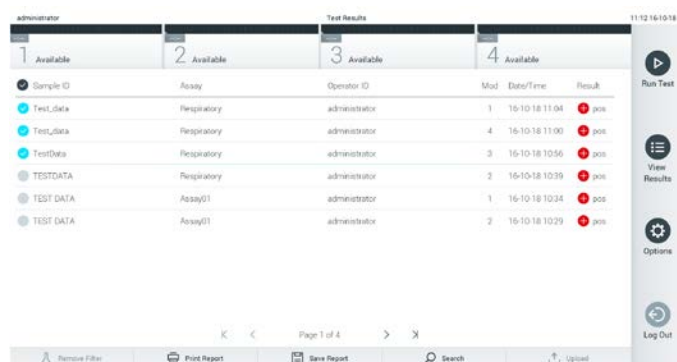 administrator Test Results 11:12 16-10-18
1 Available 2 Available 3 Available 4 Available
Run Test
Sample ID Assay Operator ID Mod Date/Time Result
Test_data Respiratory administrator 1 16-10-18 11:04 pos
Test_data Respiratory administrator 4 16-10-18 11:00 pos
TestData Respiratory administrator 3 16-10-18 10:56 pos
TESTDATA Respiratory administrator 2 16-10-18 10:39 pos
TEST DATA Assay01 administrator 1 16-10-18 10:34 pos
TEST DATA Assay01 administrator 2 16-10-18 10:29 pos
View
Results
Options
Log Out
Page 1 of 4
Remove Filter Print Report Save Report Search Upload